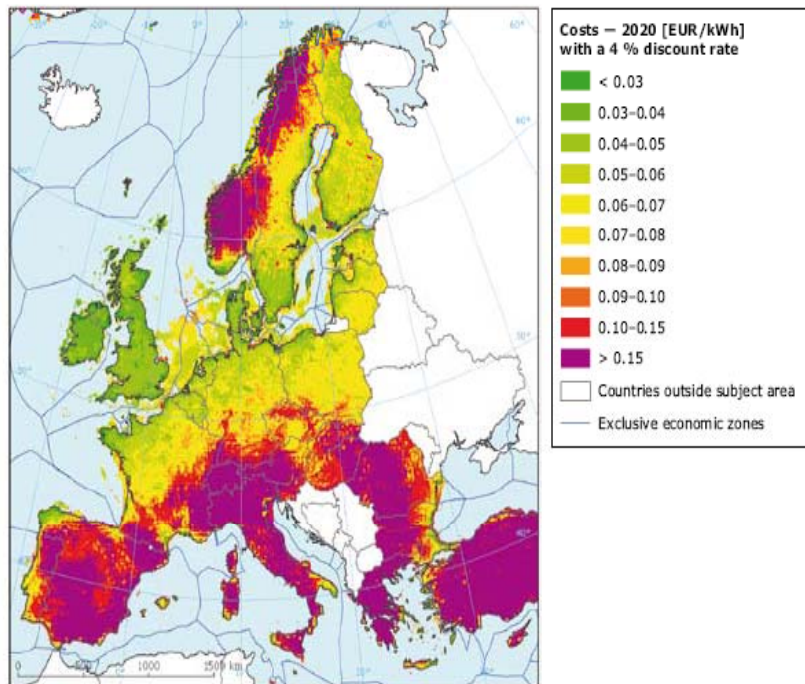 Costs — 2020 [EUR/kWh]
with a 4 % discount rate
< 0.03
0.03–0.04
0.04–0.05
0.05–0.06
0.06–0.07
0.07–0.08
0.08–0.09
0.09–0.10
0.10–0.15
> 0.15
Countries outside subject area
Exclusive economic zones
0
1000
1500 km